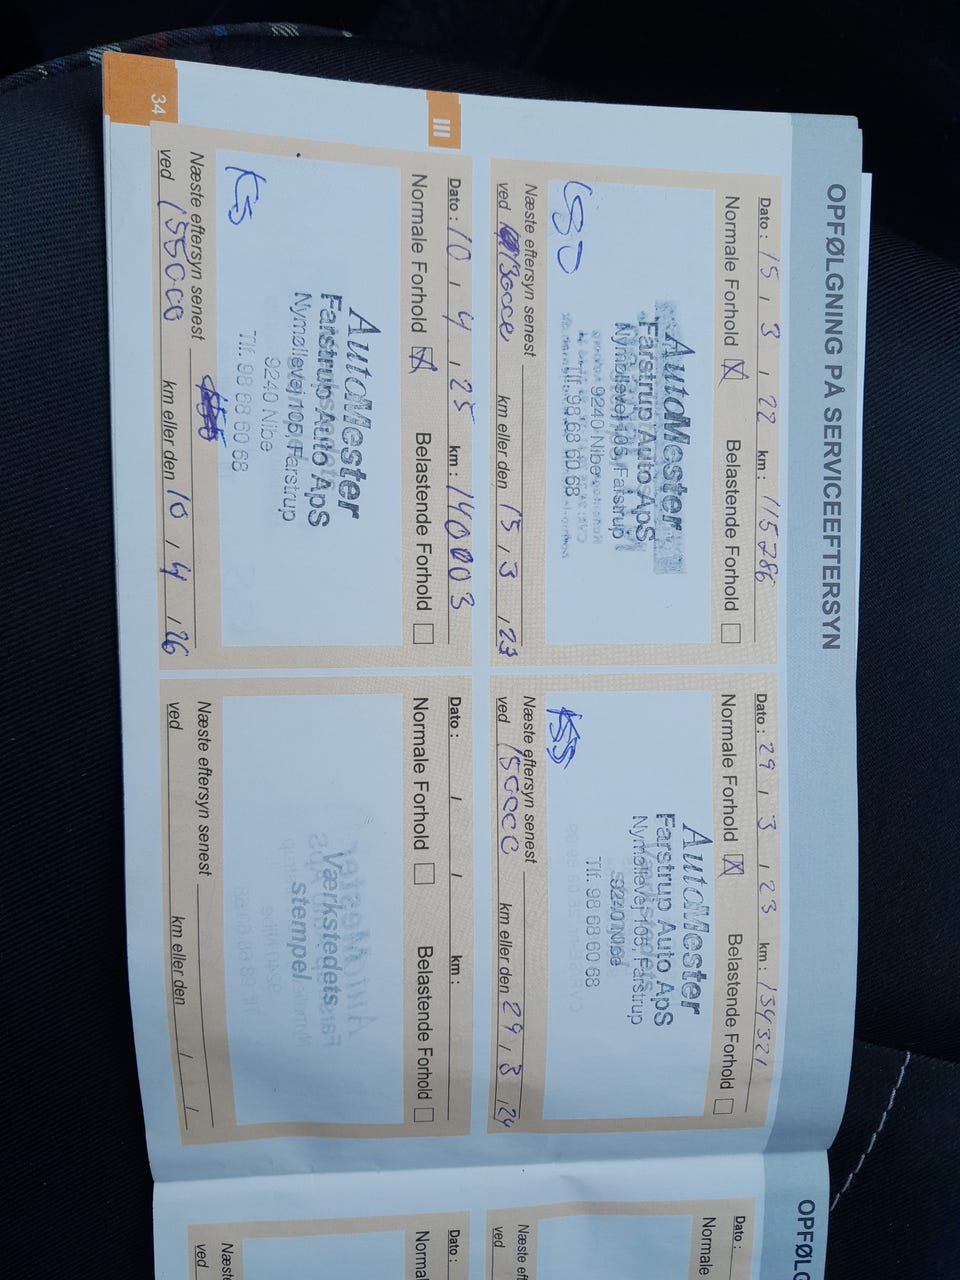 OPFØLGNING PÅ SERVICEEFTERSYN
Dato : 15 , 3 , 22 km : 115286
Normale Forhold ☒ Belastende Forhold ☐
AutoMester
Farstrup Auto ApS
Nymøllevej 105, Farstrup
9240 Nibe
Tlf. 98 68 60 68
Næste eftersyn senest
ved km eller den 15 , 3 , 23
Dato : 29 , 3 , 23 km : 134321
Normale Forhold ☒ Belastende Forhold ☐
AutoMester
Farstrup Auto ApS
Nymøllevej 105, Farstrup
9240 Nibe
Tlf. 98 68 60 68
KS
Næste eftersyn senest
ved 150000 km eller den 29 , 3 , 24
III
Dato : 10 , 4 , 25 km : 140003
Normale Forhold ☒ Belastende Forhold ☐
AutoMester
Farstrup Auto ApS
Nymøllevej 105, Farstrup
9240 Nibe
Tlf. 98 68 60 68
KS
Næste eftersyn senest
ved 155000 km eller den 10 , 4 , 26
Dato : / / km :
Normale Forhold ☐ Belastende Forhold ☐
Værkstedets
stempel
Næste eftersyn senest
ved km eller den / /
34
OPFØLG
Dato :
Normale
Næste eft
ved
Dato :
Normal
Næste
ved